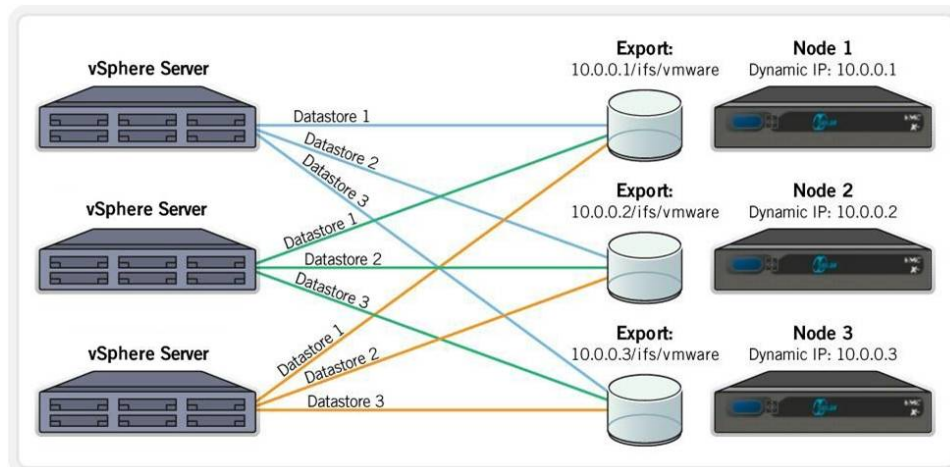 vSphere Server
Export:
10.0.0.1/ifs/vmware
Node 1
Dynamic IP: 10.0.0.1
Datastore 1
Datastore 2
Datastore 3
vSphere Server
Export:
10.0.0.2/ifs/vmware
Node 2
Dynamic IP: 10.0.0.2
Datastore 1
Datastore 2
Datastore 3
vSphere Server
Export:
10.0.0.3/ifs/vmware
Node 3
Dynamic IP: 10.0.0.3
Datastore 1
Datastore 2
Datastore 3